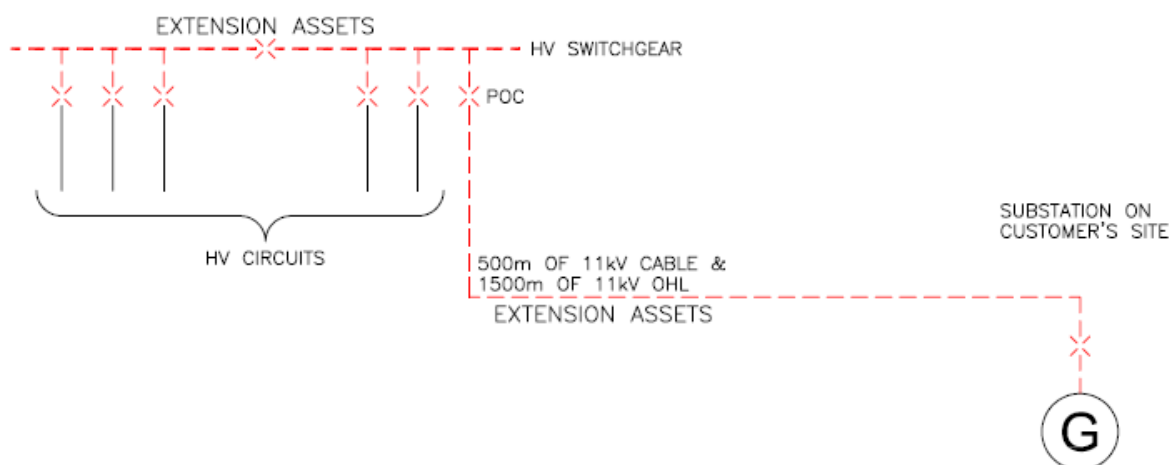 EXTENSION ASSETS
HV SWITCHGEAR
POC
HV CIRCUITS
SUBSTATION ON
CUSTOMER'S SITE
500m OF 11kV CABLE &
1500m OF 11kV OHL
EXTENSION ASSETS
G